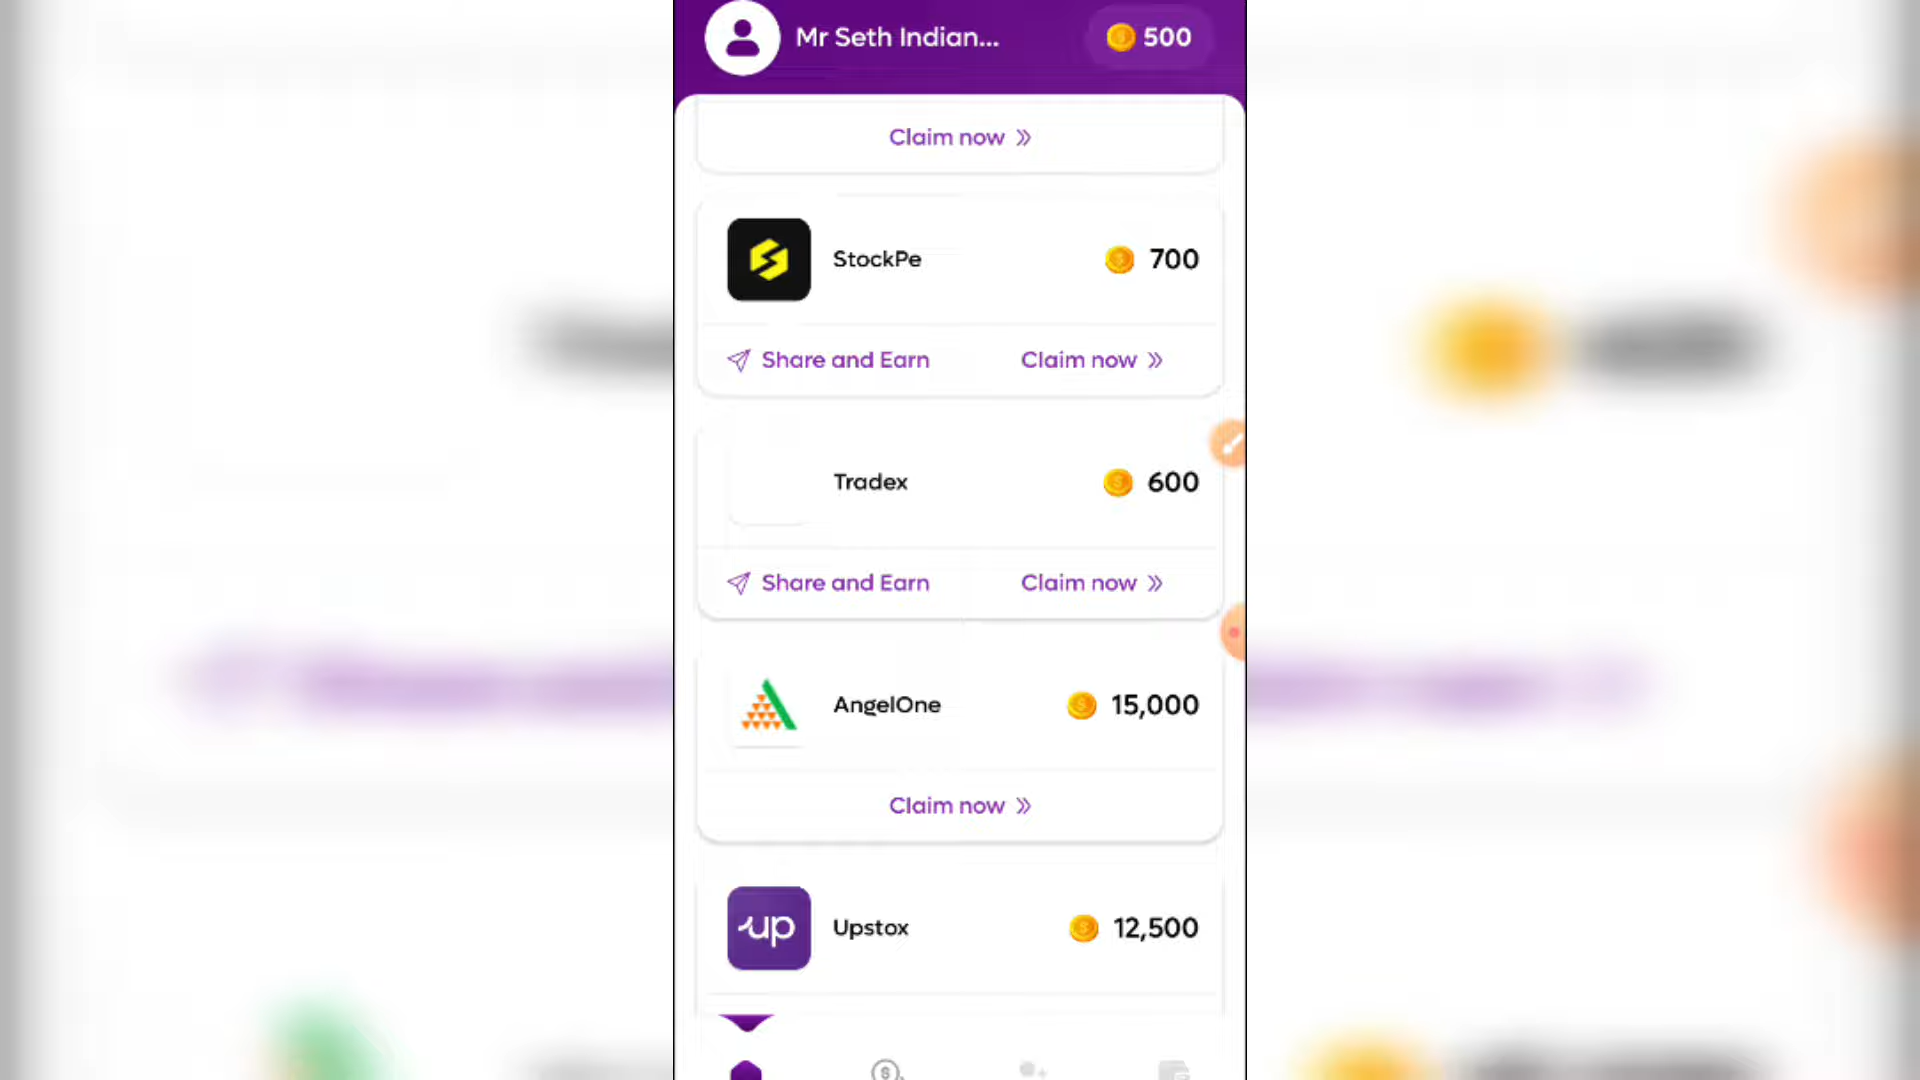 Mr Seth Indian...
500
Claim now »
StockPe
700
Share and Earn
Claim now »
Tradex
600
Share and Earn
Claim now »
AngelOne
15,000
Claim now »
up
Upstox
12,500